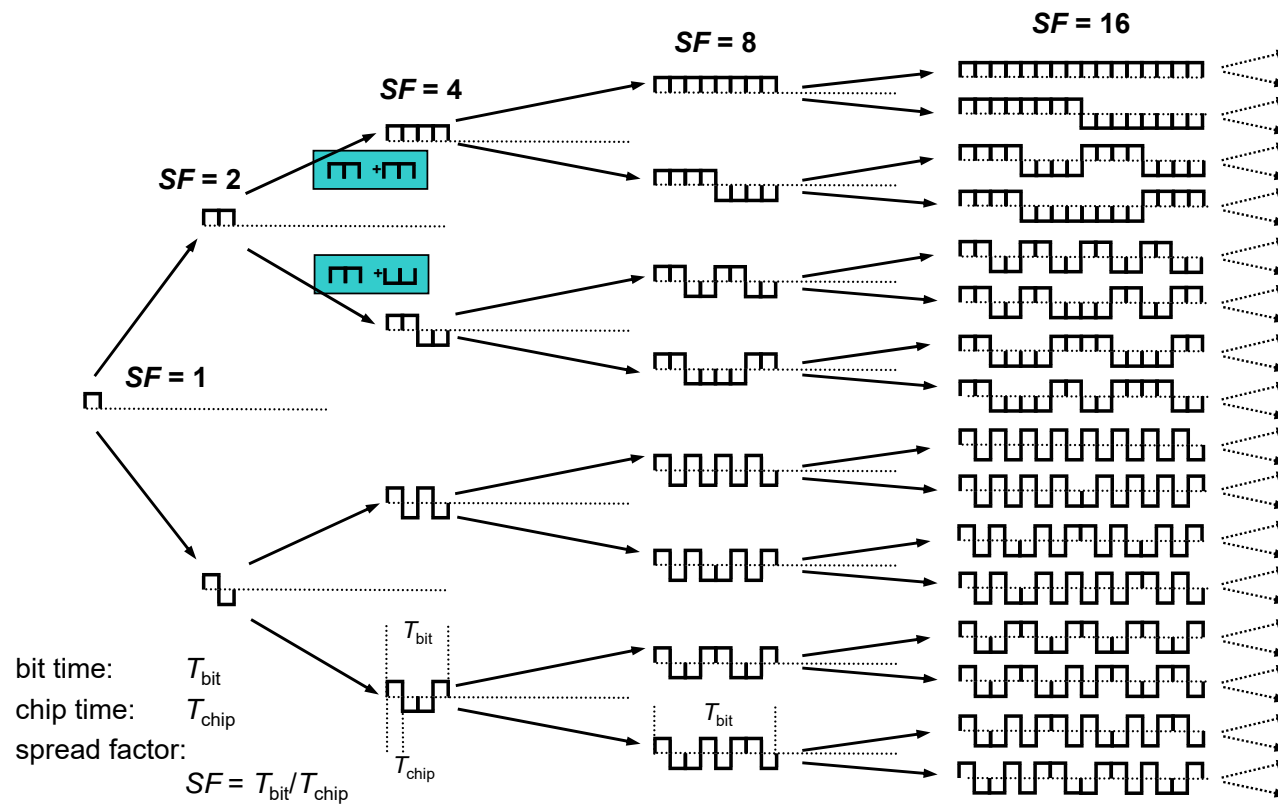 SF = 16
SF = 8
SF = 4
SF = 2
+
+
SF = 1
T_bit
bit time: T_bit
chip time: T_chip
T_bit
spread factor:
T_chip
SF = T_bit/T_chip